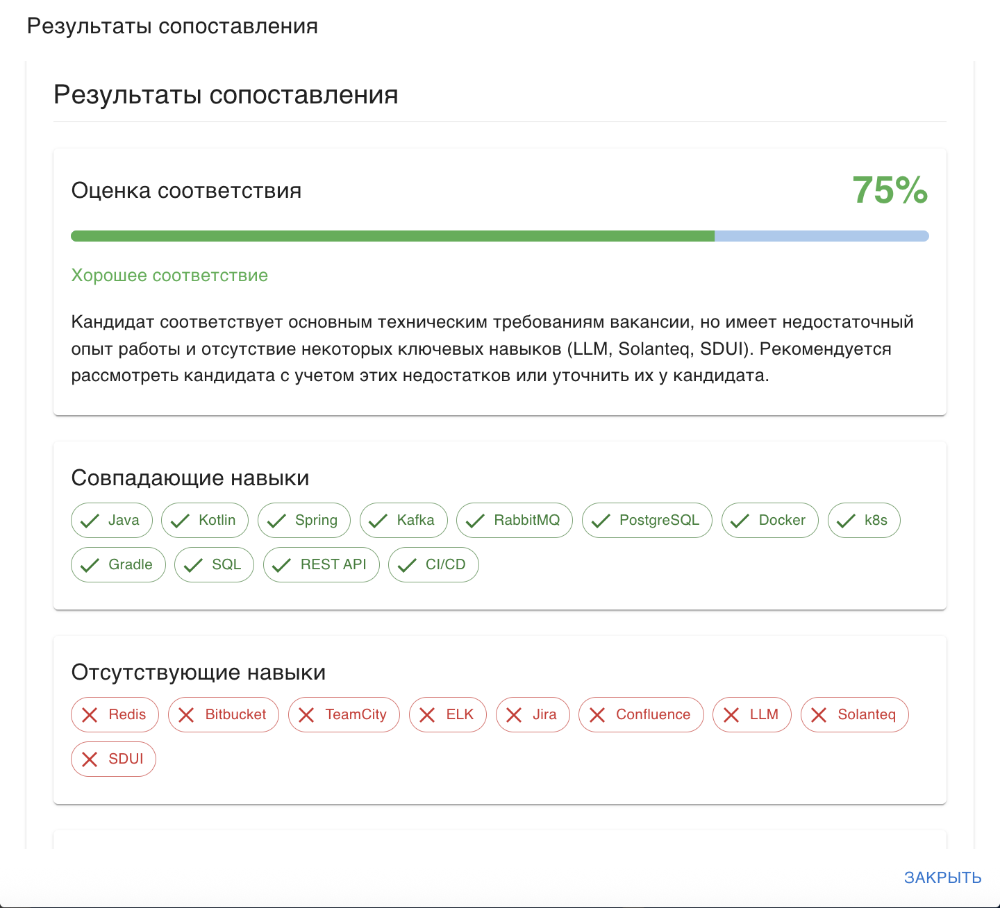 Результаты сопоставления
Результаты сопоставления
Оценка соответствия 75%
Хорошее соответствие
Кандидат соответствует основным техническим требованиям вакансии, но имеет недостаточный
опыт работы и отсутствие некоторых ключевых навыков (LLM, Solanteq, SDUI). Рекомендуется
рассмотреть кандидата с учетом этих недостатков или уточнить их у кандидата.
Совпадающие навыки
Java Kotlin Spring Kafka RabbitMQ PostgreSQL Docker k8s
Gradle SQL REST API CI/CD
Отсутствующие навыки
Redis Bitbucket TeamCity ELK Jira Confluence LLM Solanteq
SDUI
ЗАКРЫТЬ